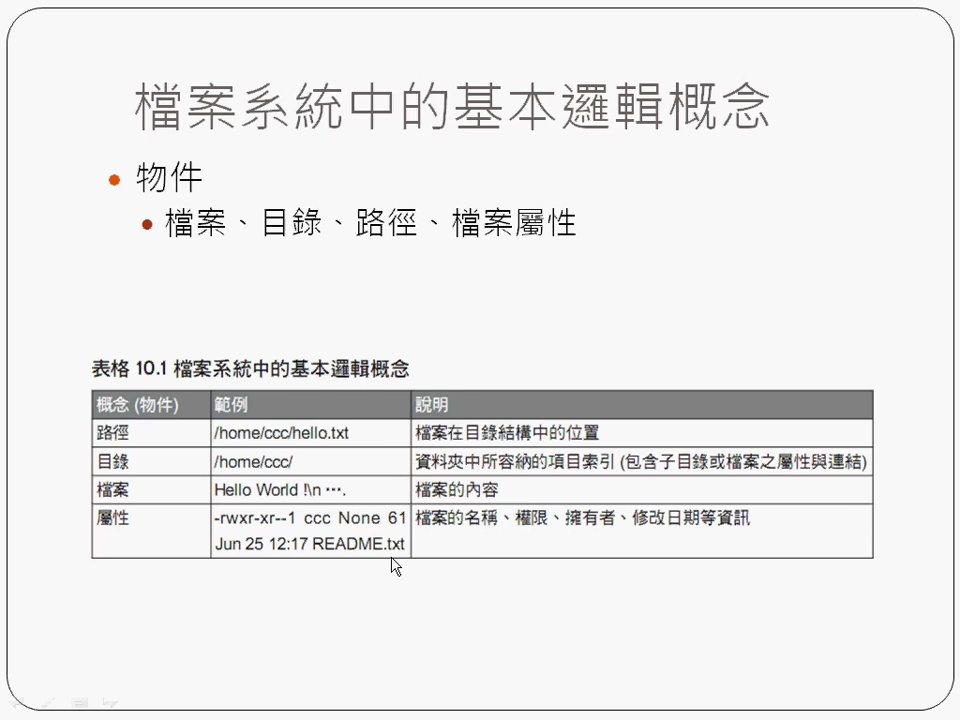 檔案系統中的基本邏輯概念
物件
檔案、目錄、路徑、檔案屬性
表格 10.1 檔案系統中的基本邏輯概念
概念 (物件) 範例 說明
路徑 /home/ccc/hello.txt 檔案在目錄結構中的位置
目錄 /home/ccc/ 資料夾中所容納的項目索引 (包含子目錄或檔案之屬性與連結)
檔案 Hello World !\n …. 檔案的內容
屬性 -rwxr-xr--1 ccc None 61 檔案的名稱、權限、擁有者、修改日期等資訊
Jun 25 12:17 README.txt